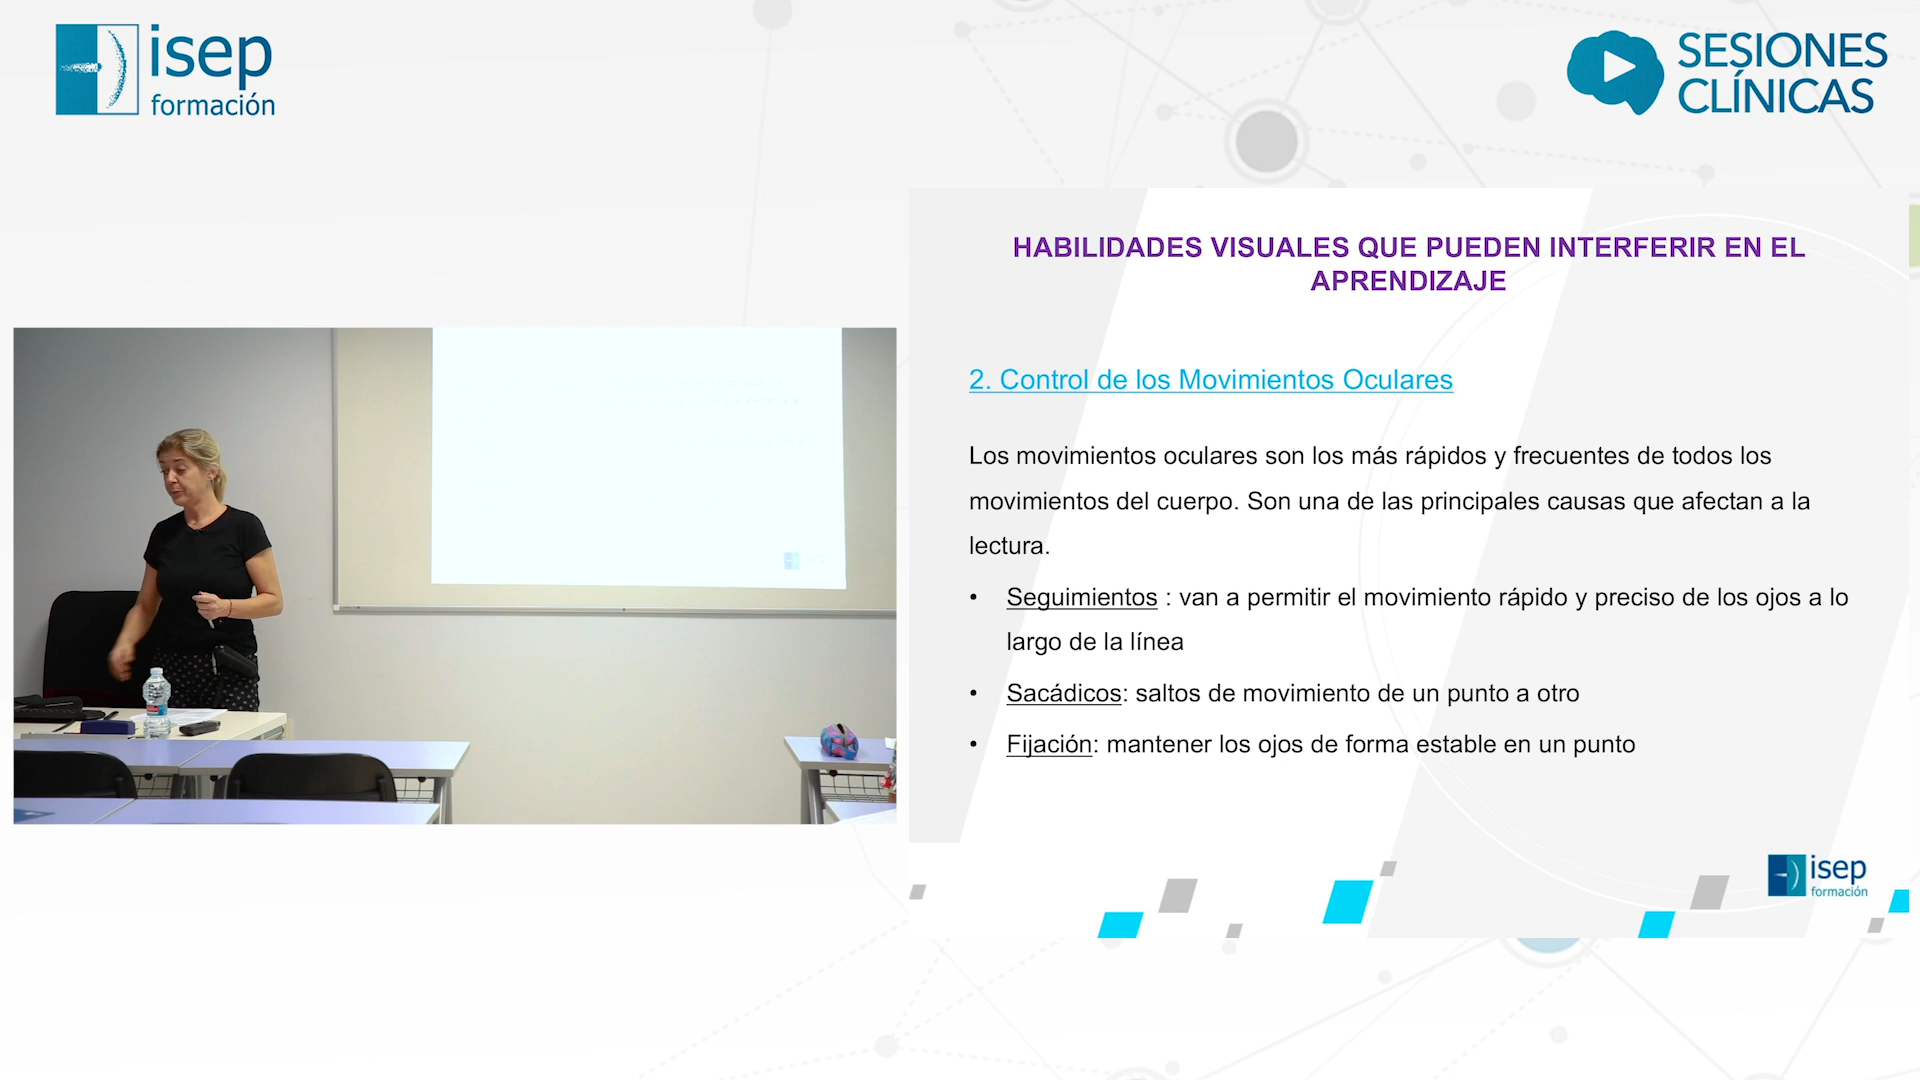 isep
formación
SESIONES
CLÍNICAS
HABILIDADES VISUALES QUE PUEDEN INTERFERIR EN EL
APRENDIZAJE
2. Control de los Movimientos Oculares
Los movimientos oculares son los más rápidos y frecuentes de todos los
movimientos del cuerpo. Son una de las principales causas que afectan a la
lectura.
• Seguimientos : van a permitir el movimiento rápido y preciso de los ojos a lo
largo de la línea
• Sacádicos: saltos de movimiento de un punto a otro
• Fijación: mantener los ojos de forma estable en un punto
isep
formación